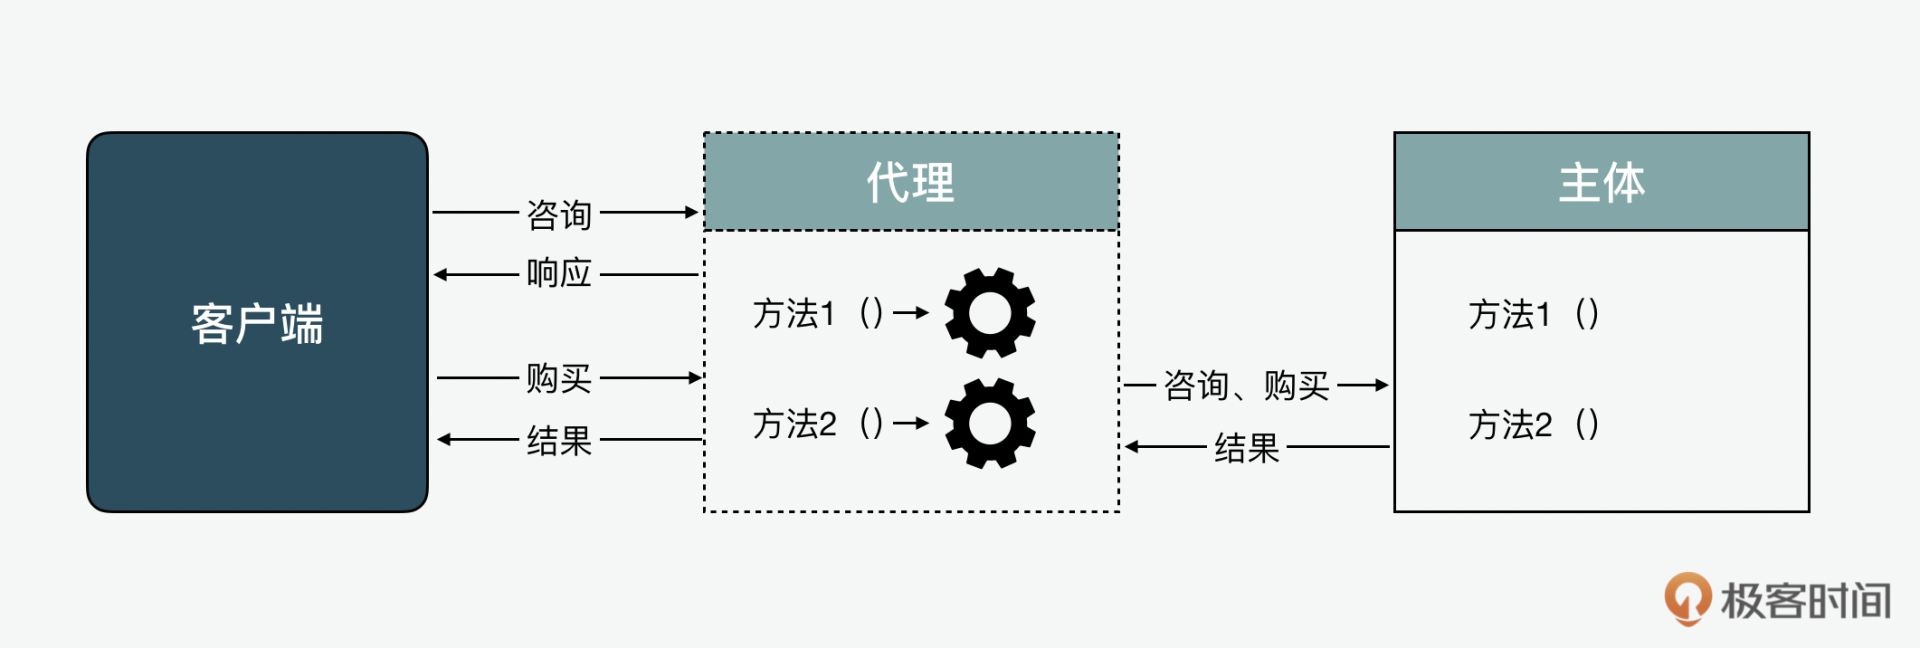 客户端
咨询
响应
购买
结果
代理
方法1（）
方法2（）
咨询、购买
结果
主体
方法1（）
方法2（）
极客时间